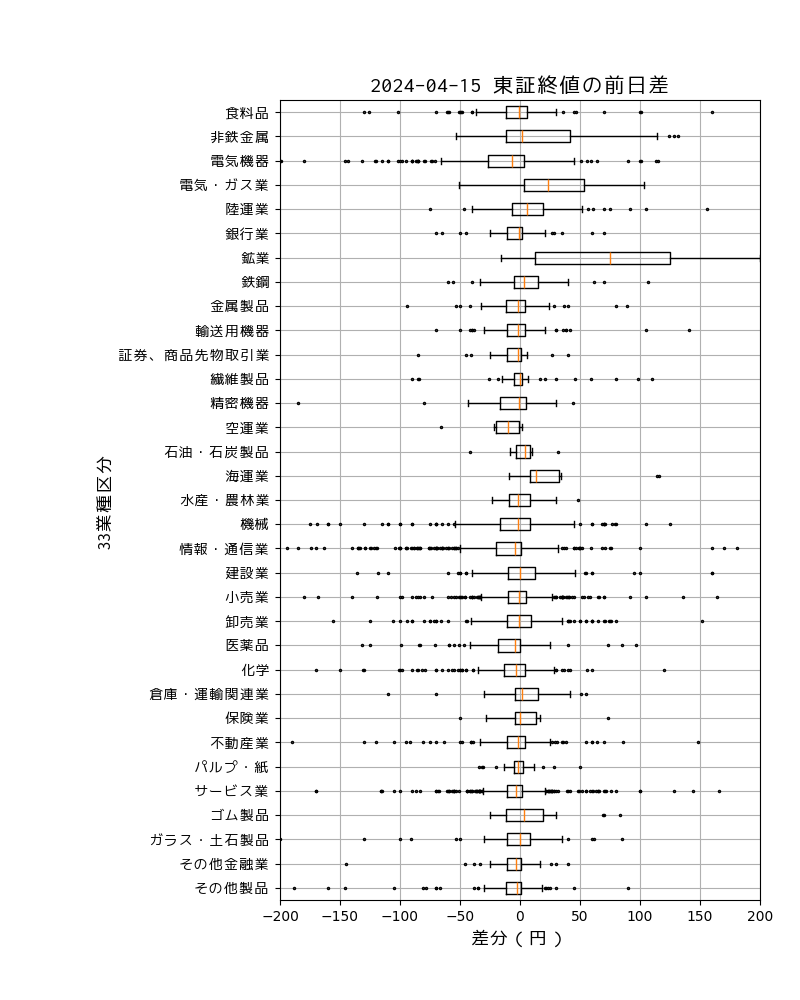 2024-04-15 東証終値の前日差
食料品
非鉄金属
電気機器
電気・ガス業
陸運業
銀行業
鉱業
鉄鋼
金属製品
輸送用機器
証券、商品先物取引業
繊維製品
精密機器
空運業
石油・石炭製品
海運業
水産・農林業
機械
情報・通信業
建設業
小売業
卸売業
医薬品
化学
倉庫・運輸関連業
保険業
不動産業
パルプ・紙
サービス業
ゴム製品
ガラス・土石製品
その他金融業
その他製品
33業種区分
−200 −150 −100 −50 0 50 100 150 200
差分（円）